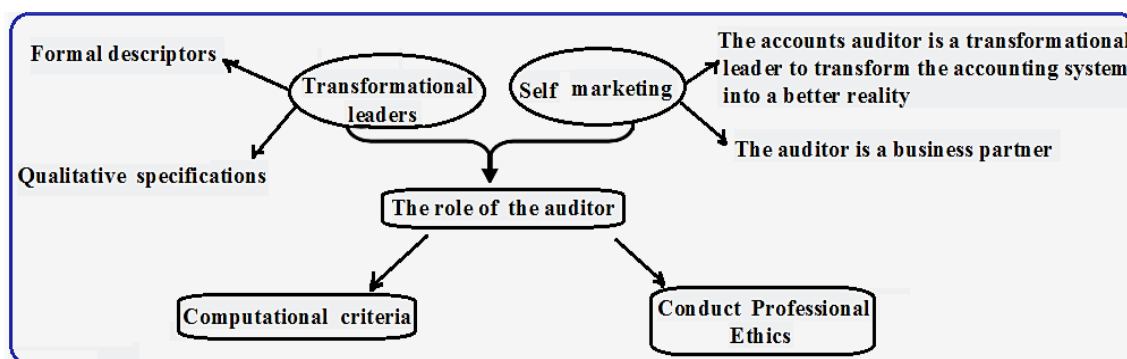 Formal descriptors
Transformational
leaders
Self marketing
The accounts auditor is a transformational
leader to transform the accounting system
into a better reality
Qualitative specifications
The auditor is a business partner
The role of the auditor
Computational criteria
Conduct Professional
Ethics